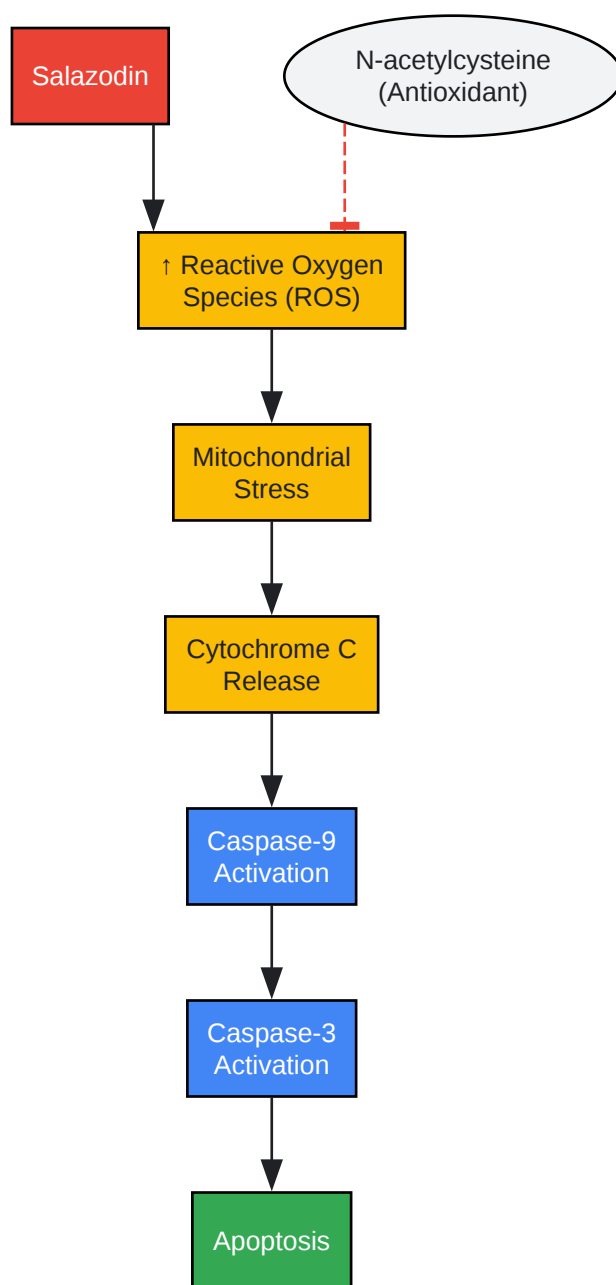 Salazodin
N-acetylcysteine
(Antioxidant)
↑ Reactive Oxygen
Species (ROS)
Mitochondrial
Stress
Cytochrome C
Release
Caspase-9
Activation
Caspase-3
Activation
Apoptosis